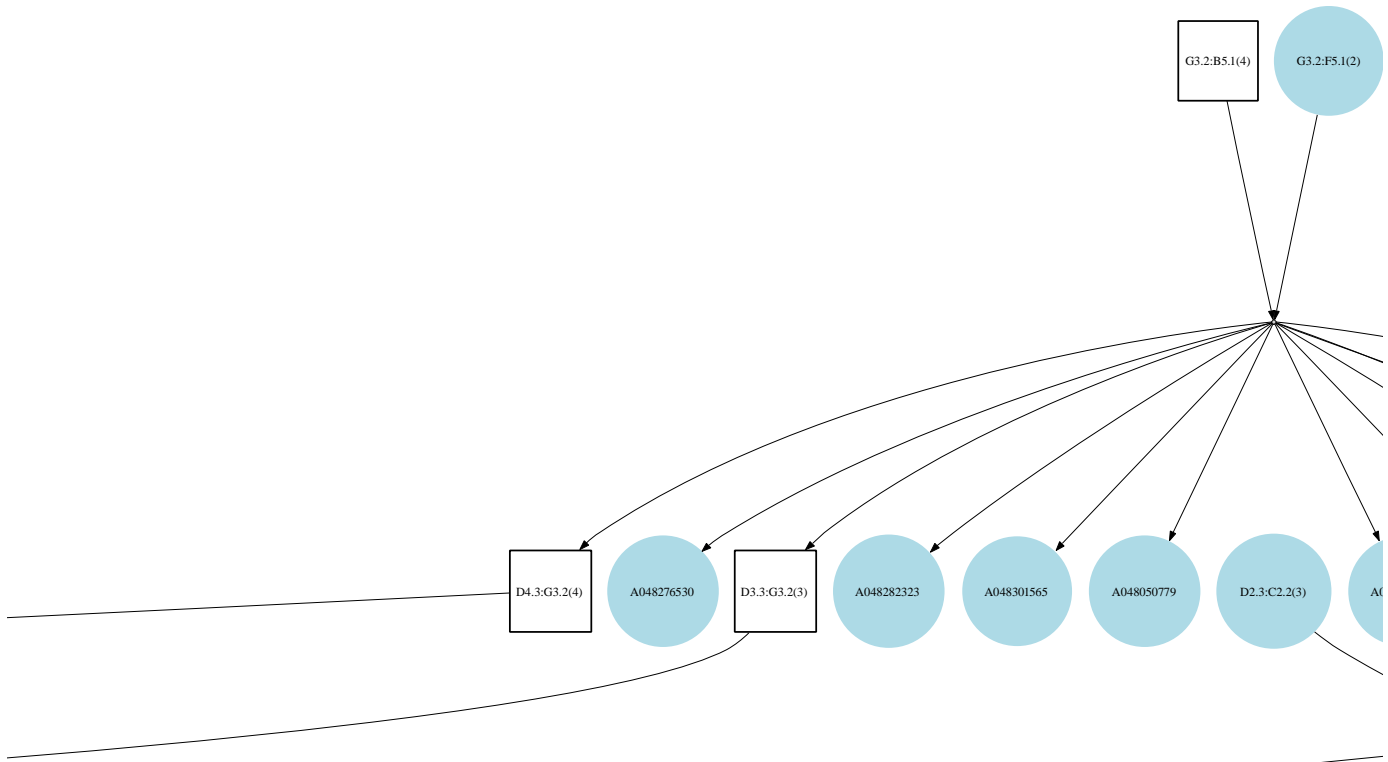 G3.2:B5.1(4)
G3.2:F5.1(2)
D4.3:G3.2(4)
A048276530
D3.3:G3.2(3)
A048282323
A048301565
A048050779
D2.3:C2.2(3)